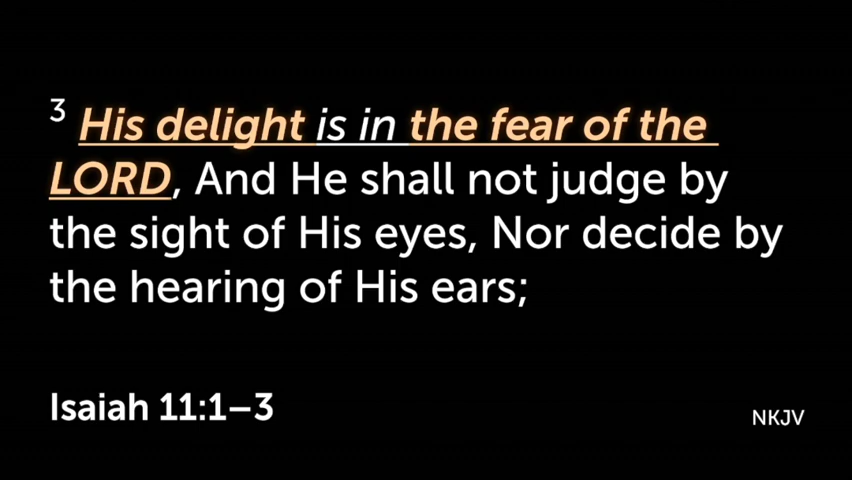 3 His delight is in the fear of the
LORD, And He shall not judge by
the sight of His eyes, Nor decide by
the hearing of His ears;
Isaiah 11:1–3
NKJV